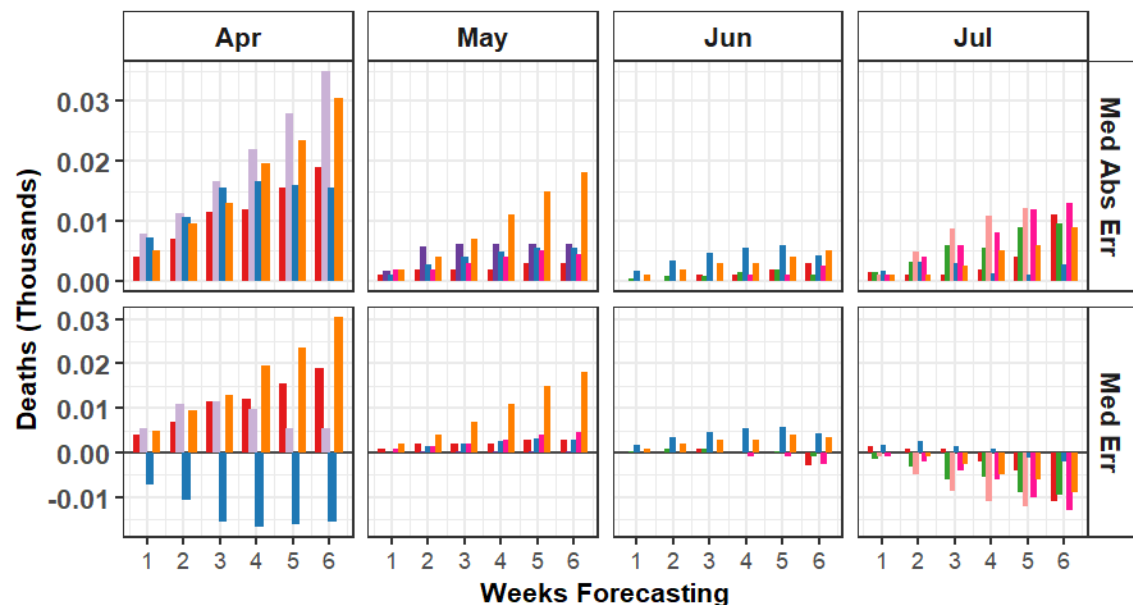 Apr May Jun Jul
Deaths (Thousands)
0.03
0.02
0.01
0.00
Med Abs Err
0.03
0.02
0.01
0.00
-0.01
Med Err
1 2 3 4 5 6 1 2 3 4 5 6 1 2 3 4 5 6 1 2 3 4 5 6
Weeks Forecasting